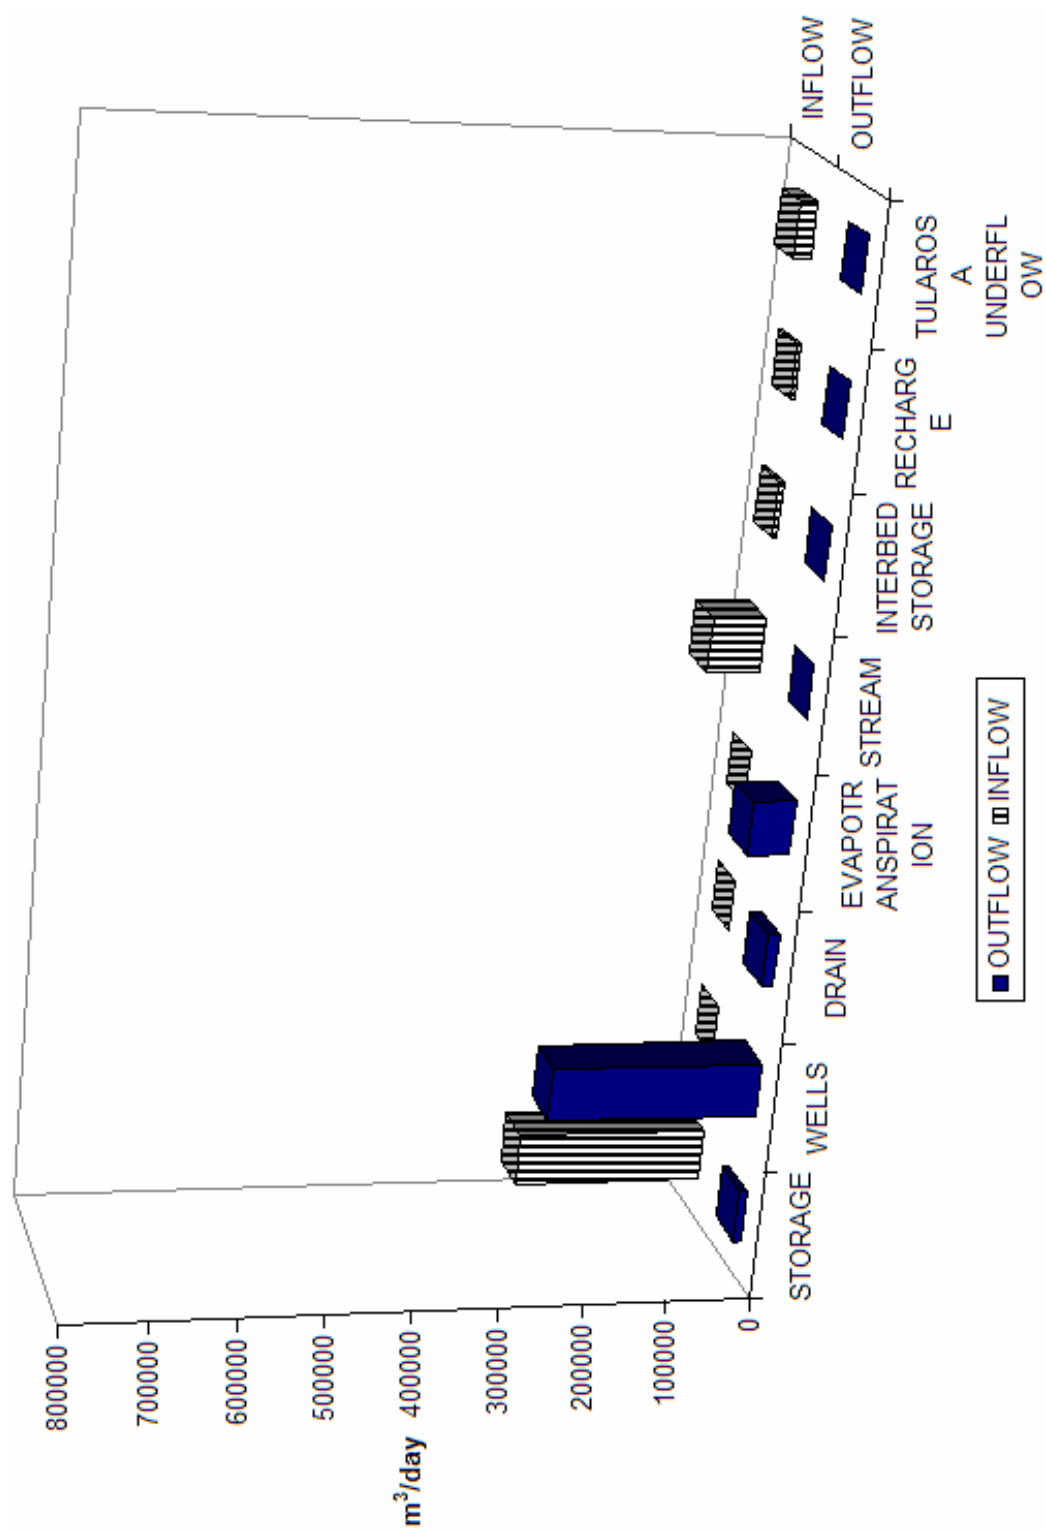 m³/day
800000
700000
600000
500000
400000
300000
200000
100000
0
STORAGE
WELLS
DRAIN
EVAPOTR
ANSPIRAT
ION
STREAM
INTERBED
STORAGE
RECHARG
E
TULAROS
A
UNDERFL
OW
INFLOW
OUTFLOW
OUTFLOW INFLOW